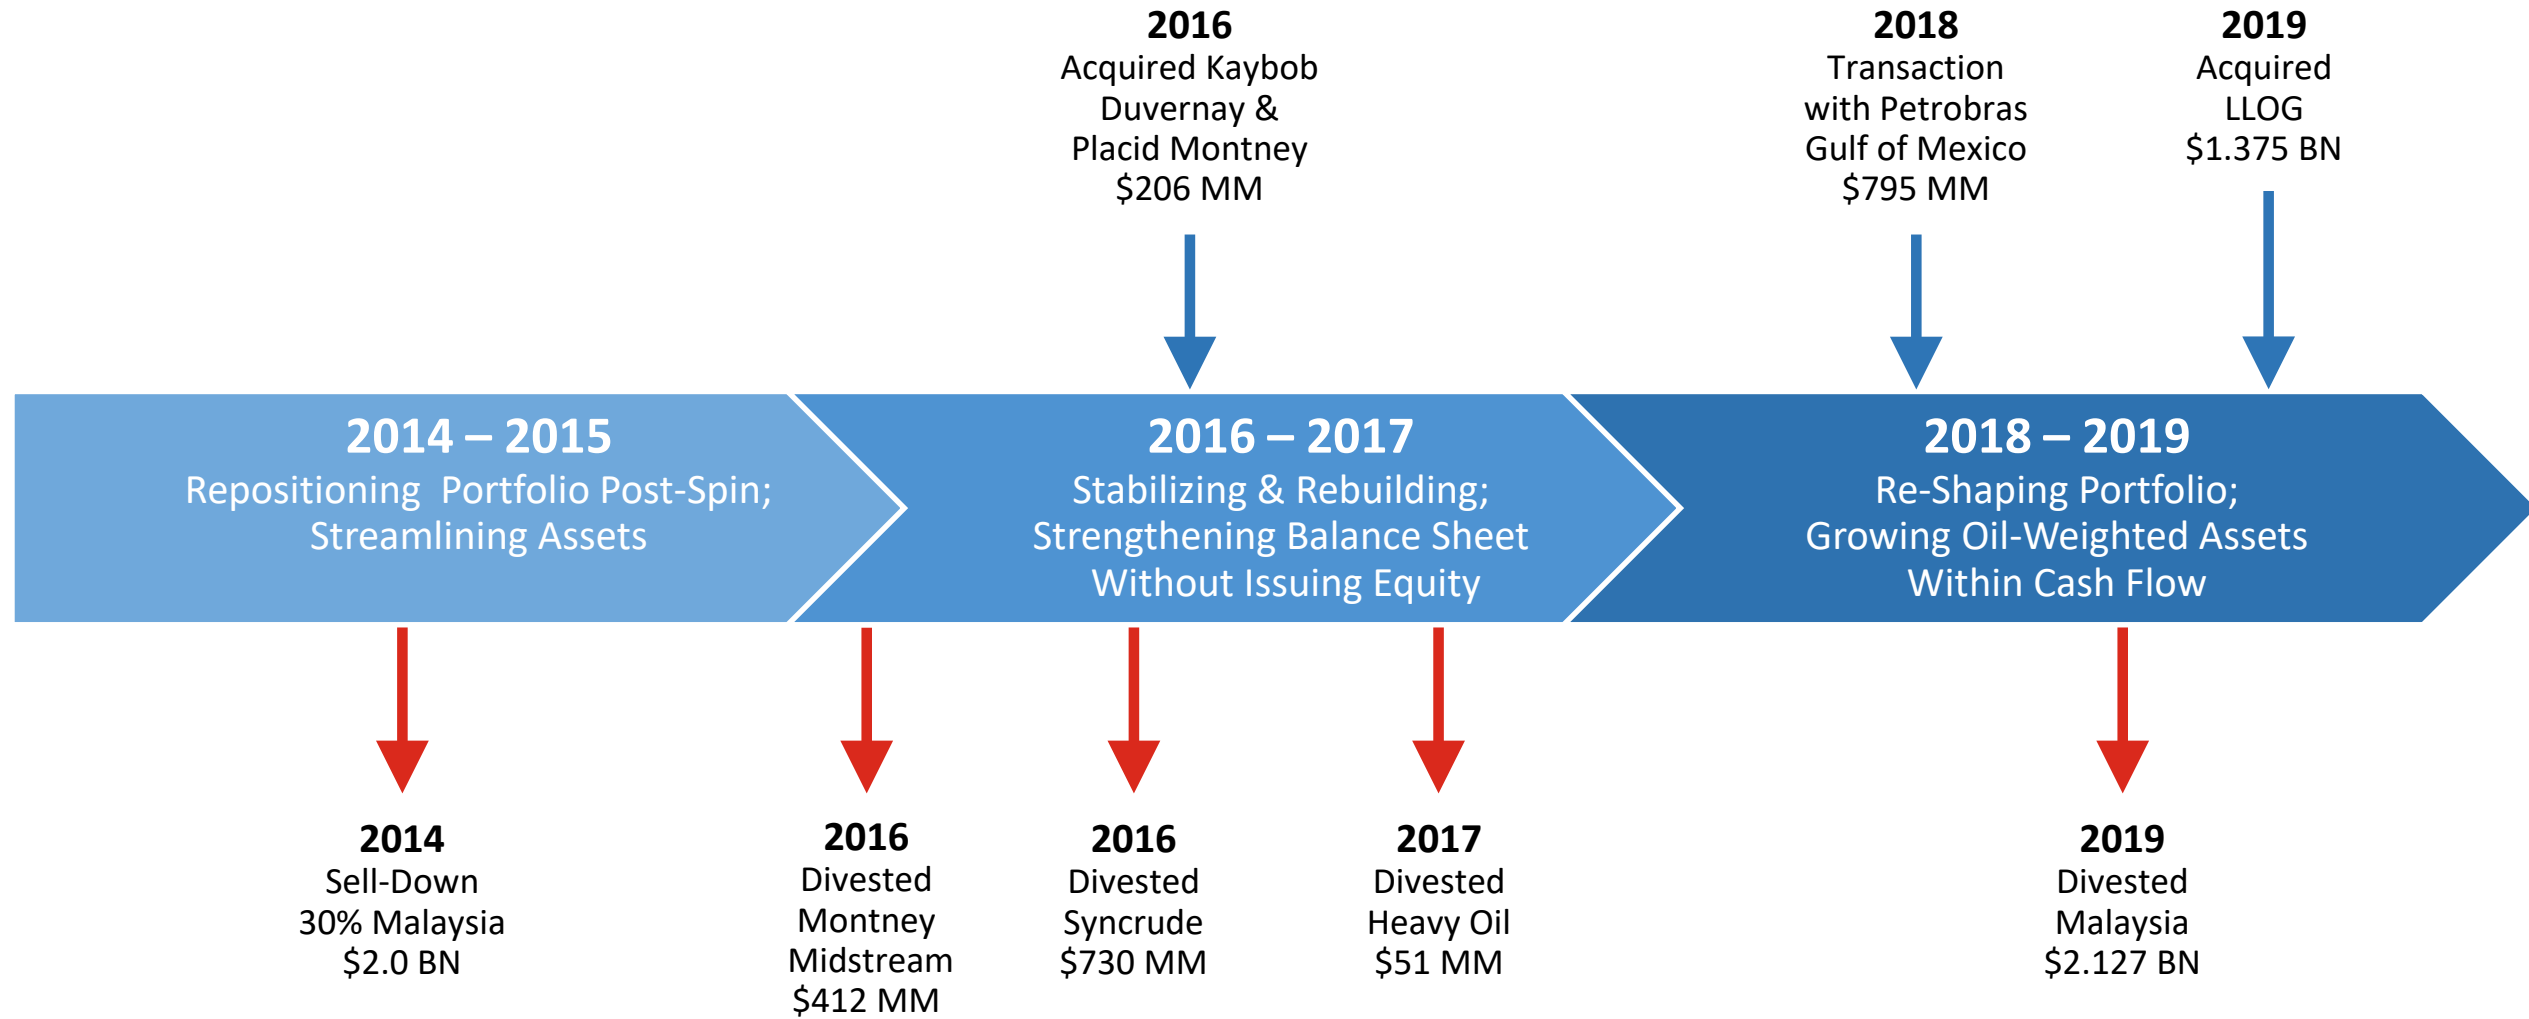 2016
Acquired Kaybob
Duvernay &
Placid Montney
$206 MM
2018
Transaction
with Petrobras
Gulf of Mexico
$795 MM
2019
Acquired
LLOG
$1.375 BN
2014 – 2015
Repositioning  Portfolio Post-Spin;
Streamlining Assets
2016 – 2017
Stabilizing & Rebuilding;
Strengthening Balance Sheet
Without Issuing Equity
2018 – 2019
Re-Shaping Portfolio;
Growing Oil-Weighted Assets
Within Cash Flow
2014
Sell-Down
30% Malaysia
$2.0 BN
2016
Divested
Montney
Midstream
$412 MM
2016
Divested
Syncrude
$730 MM
2017
Divested
Heavy Oil
$51 MM
2019
Divested
Malaysia
$2.127 BN